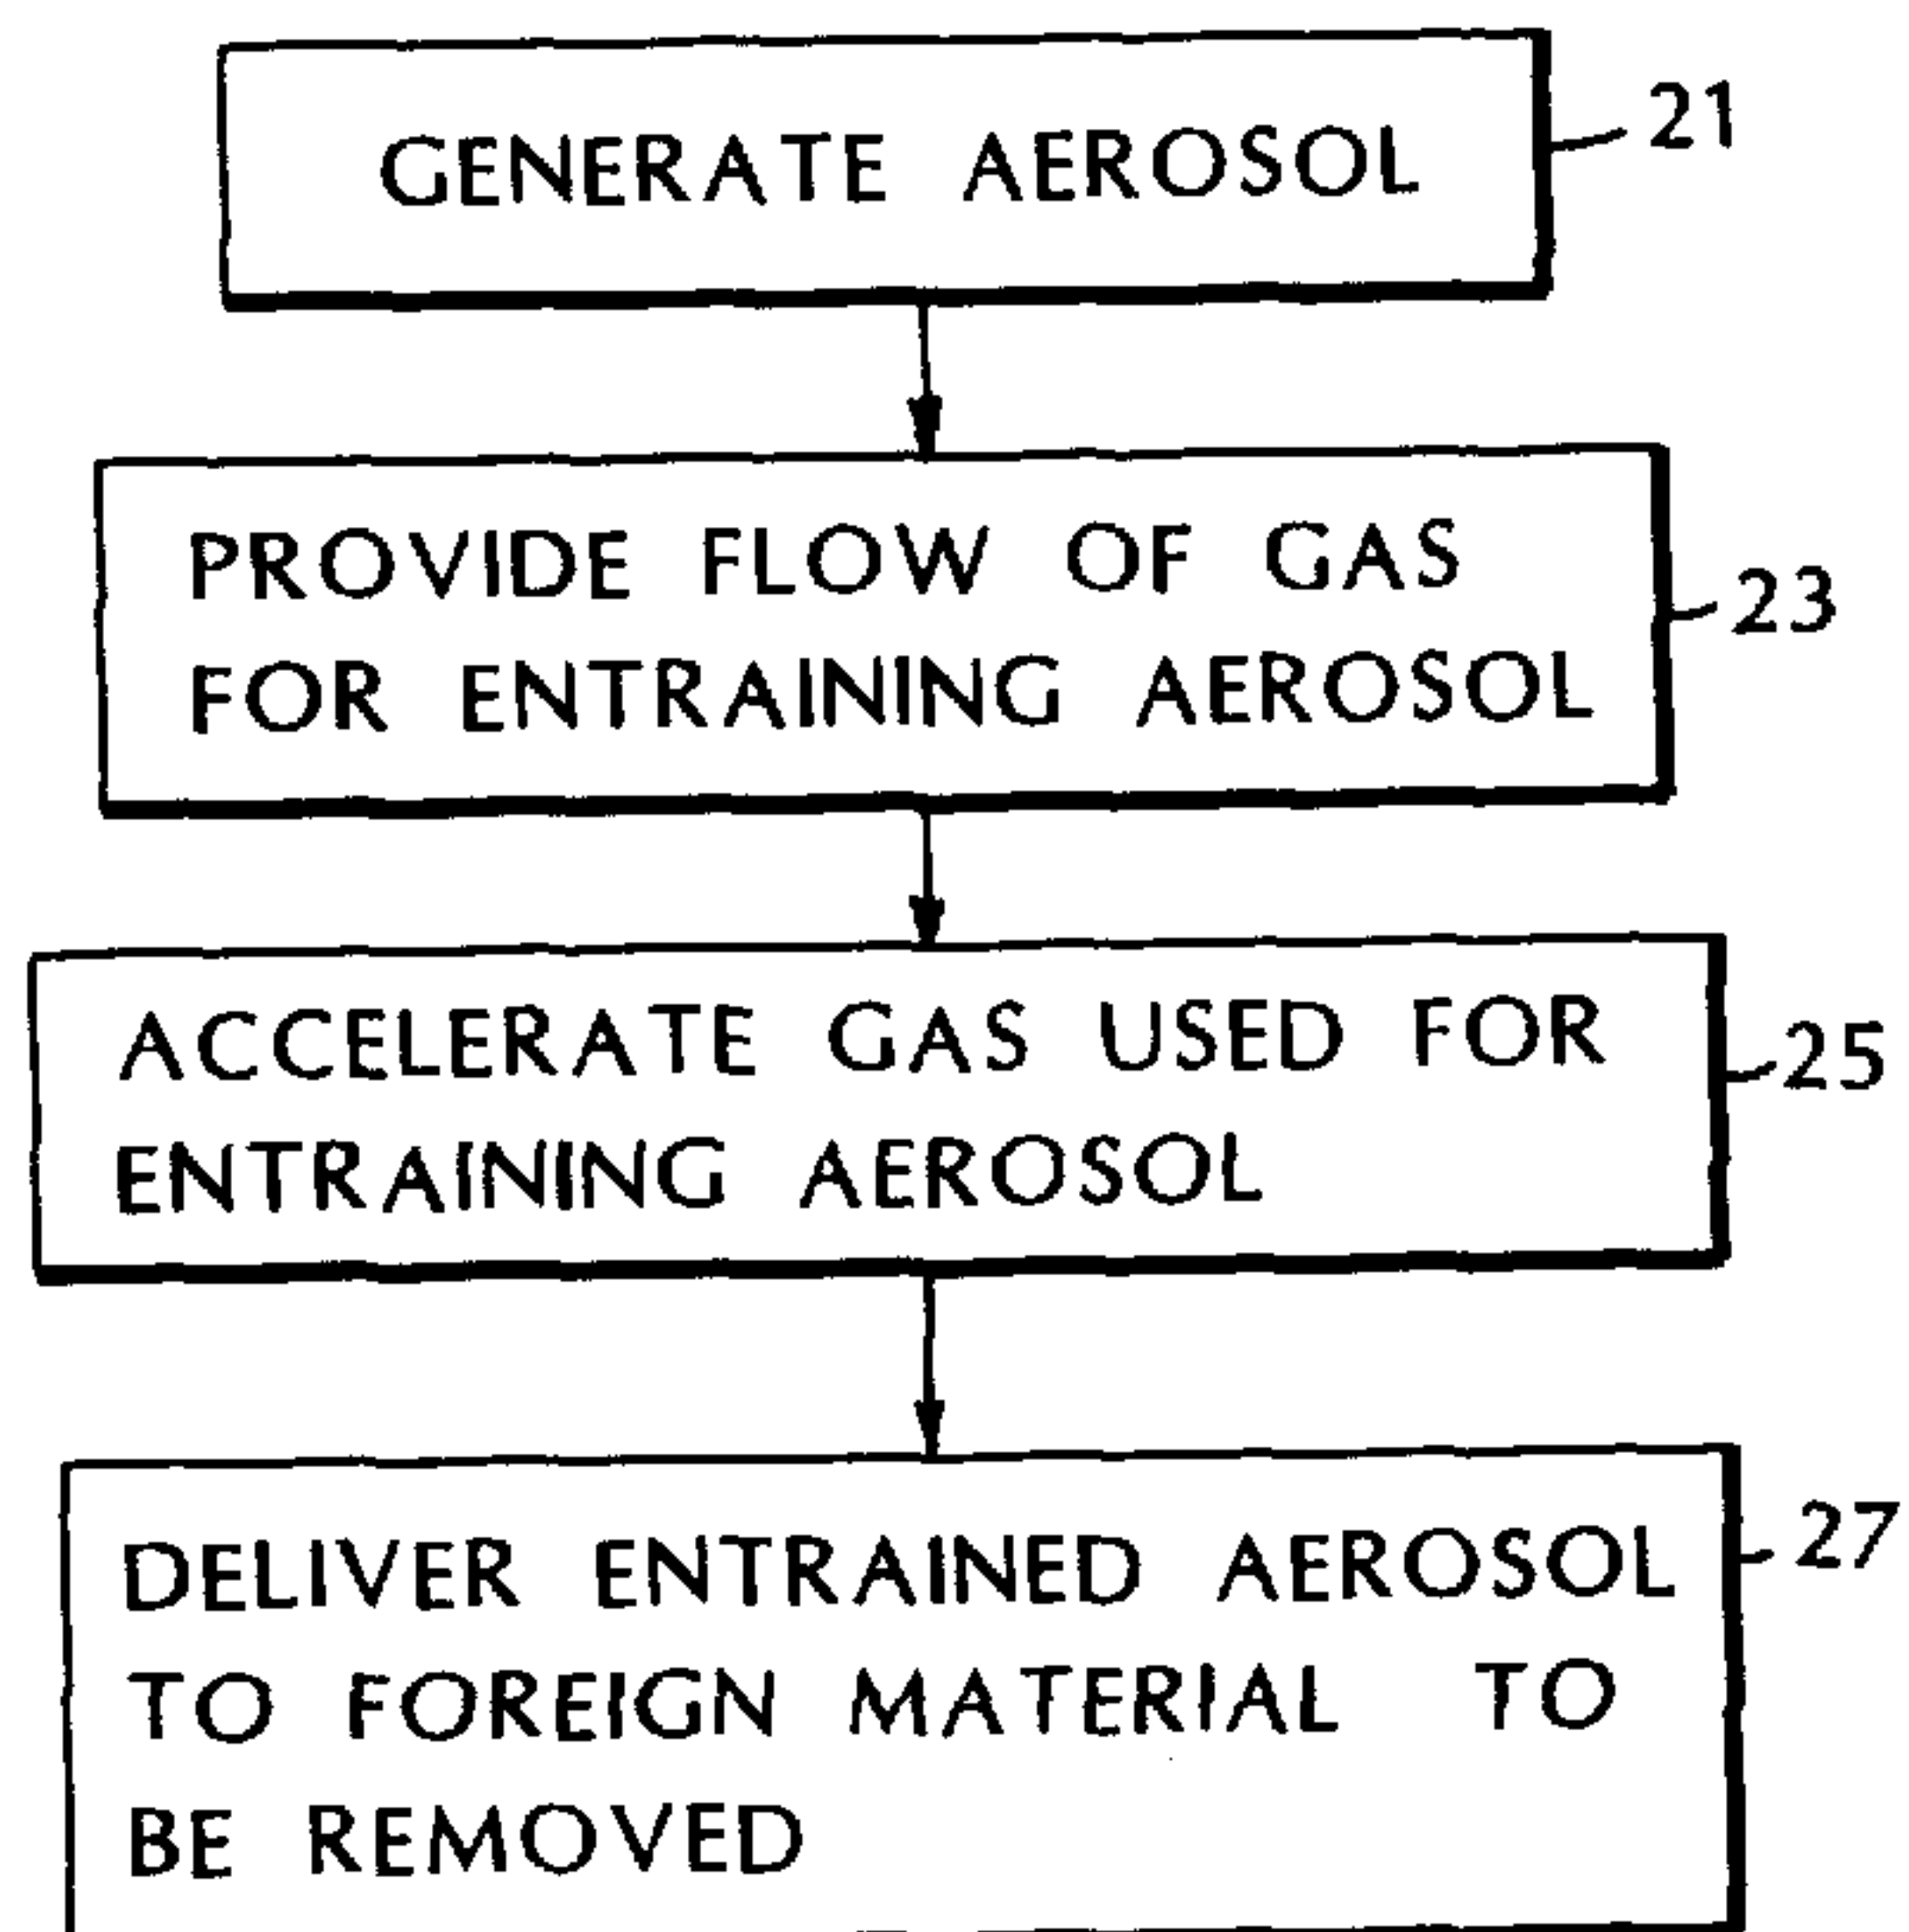 GENERATE AEROSOL
21
PROVIDE FLOW OF GAS
FOR ENTRAINING AEROSOL
23
ACCELERATE GAS USED FOR
ENTRAINING AEROSOL
25
DELIVER ENTRAINED AEROSOL
TO FOREIGN MATERIAL TO
BE REMOVED
27